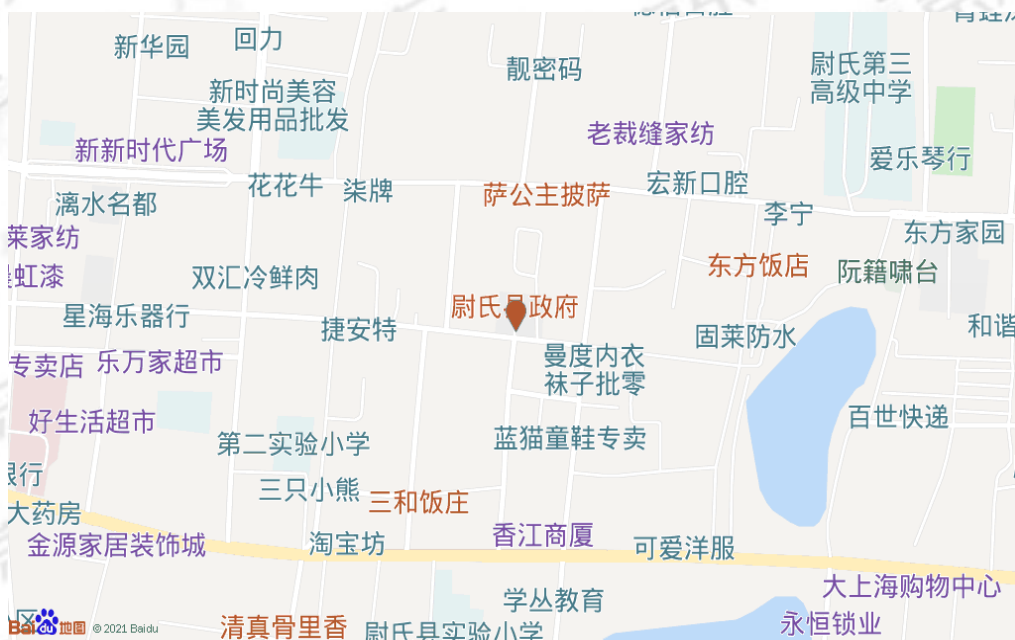 新华园
回力
靓密码
尉氏第三
高级中学
新时尚美容
美发用品批发
老裁缝家纺
新新时代广场
爱乐琴行
花花牛
柒牌
萨公主披萨
宏新口腔
漓水名都
李宁
莱家纺
东方家园
虹漆
双汇冷鲜肉
东方饭店
阮籍啸台
星海乐器行
捷安特
尉氏县政府
固莱防水
和谐
专卖店
乐万家超市
曼度内衣
袜子批零
好生活超市
百世快递
第二实验小学
蓝猫童鞋专卖
银行
三只小熊
三和饭庄
大药房
金源家居装饰城
淘宝坊
香江商厦
可爱洋服
大上海购物中心
学丛教育
永恒锁业
区
清真骨里香
尉氏县实验小学
Bai du 地图 © 2021 Baidu